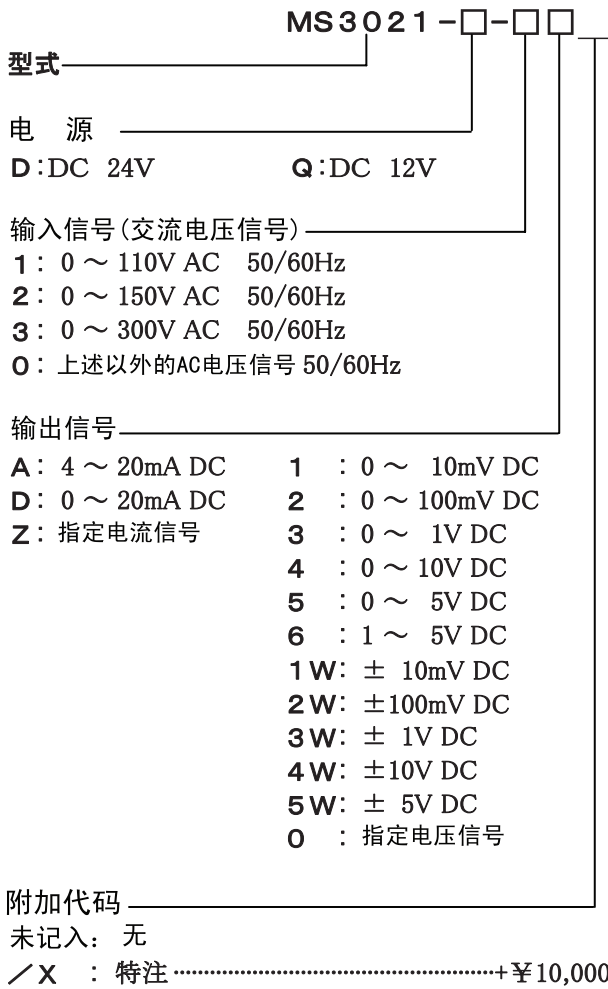 MS3021-□-□□
型式
电 源
D:DC 24V Q:DC 12V
输入信号(交流电压信号)
1: 0 ～ 110V AC 50/60Hz
2: 0 ～ 150V AC 50/60Hz
3: 0 ～ 300V AC 50/60Hz
0: 上述以外的AC电压信号 50/60Hz
输出信号
A: 4 ～ 20mA DC 1 : 0 ～ 10mV DC
D: 0 ～ 20mA DC 2 : 0 ～ 100mV DC
Z: 指定电流信号 3 : 0 ～ 1V DC
4 : 0 ～ 10V DC
5 : 0 ～ 5V DC
6 : 1 ～ 5V DC
1W: ± 10mV DC
2W: ±100mV DC
3W: ± 1V DC
4W: ±10V DC
5W: ± 5V DC
0 : 指定电压信号
附加代码
未记入: 无
／X : 特注 ……………………………………………+￥10,000